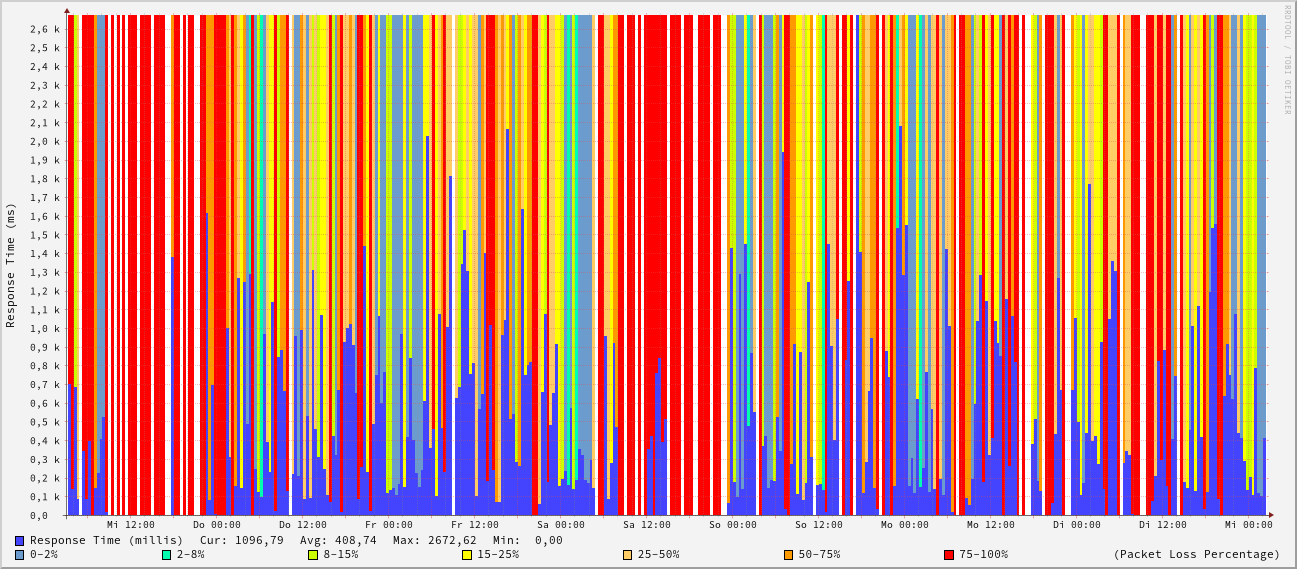 RRDTOOL / TOBI OETIKER
Response Time (ms)
2,6 k
2,5 k
2,4 k
2,3 k
2,2 k
2,1 k
2,0 k
1,9 k
1,8 k
1,7 k
1,6 k
1,5 k
1,4 k
1,3 k
1,2 k
1,1 k
1,0 k
0,9 k
0,8 k
0,7 k
0,6 k
0,5 k
0,4 k
0,3 k
0,2 k
0,1 k
0,0
Mi 12:00 Do 00:00 Do 12:00 Fr 00:00 Fr 12:00 Sa 00:00 Sa 12:00 So 00:00 So 12:00 Mo 00:00 Mo 12:00 Di 00:00 Di 12:00 Mi 00:00
Response Time (millis) Cur: 1096,79 Avg: 408,74 Max: 2672,62 Min: 0,00
0-2% 2-8% 8-15% 15-25% 25-50% 50-75% 75-100% (Packet Loss Percentage)